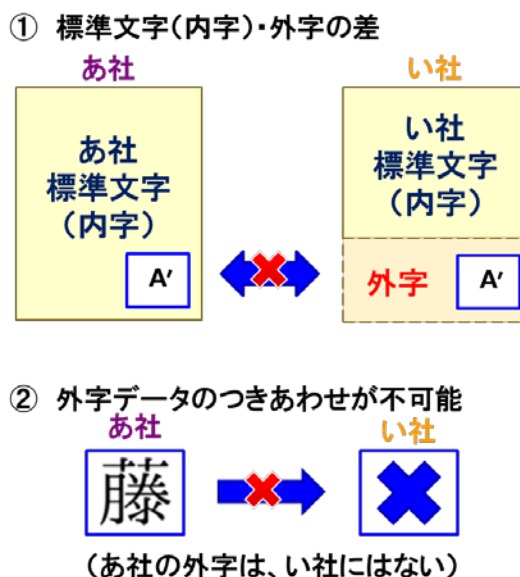 ① 標準文字(内字)・外字の差
あ社
い社
あ社
標準文字
(内字)
A′
い社
標準文字
(内字)
外字
A′
② 外字データのつきあわせが不可能
あ社
い社
藤
(あ社の外字は、い社にはない)